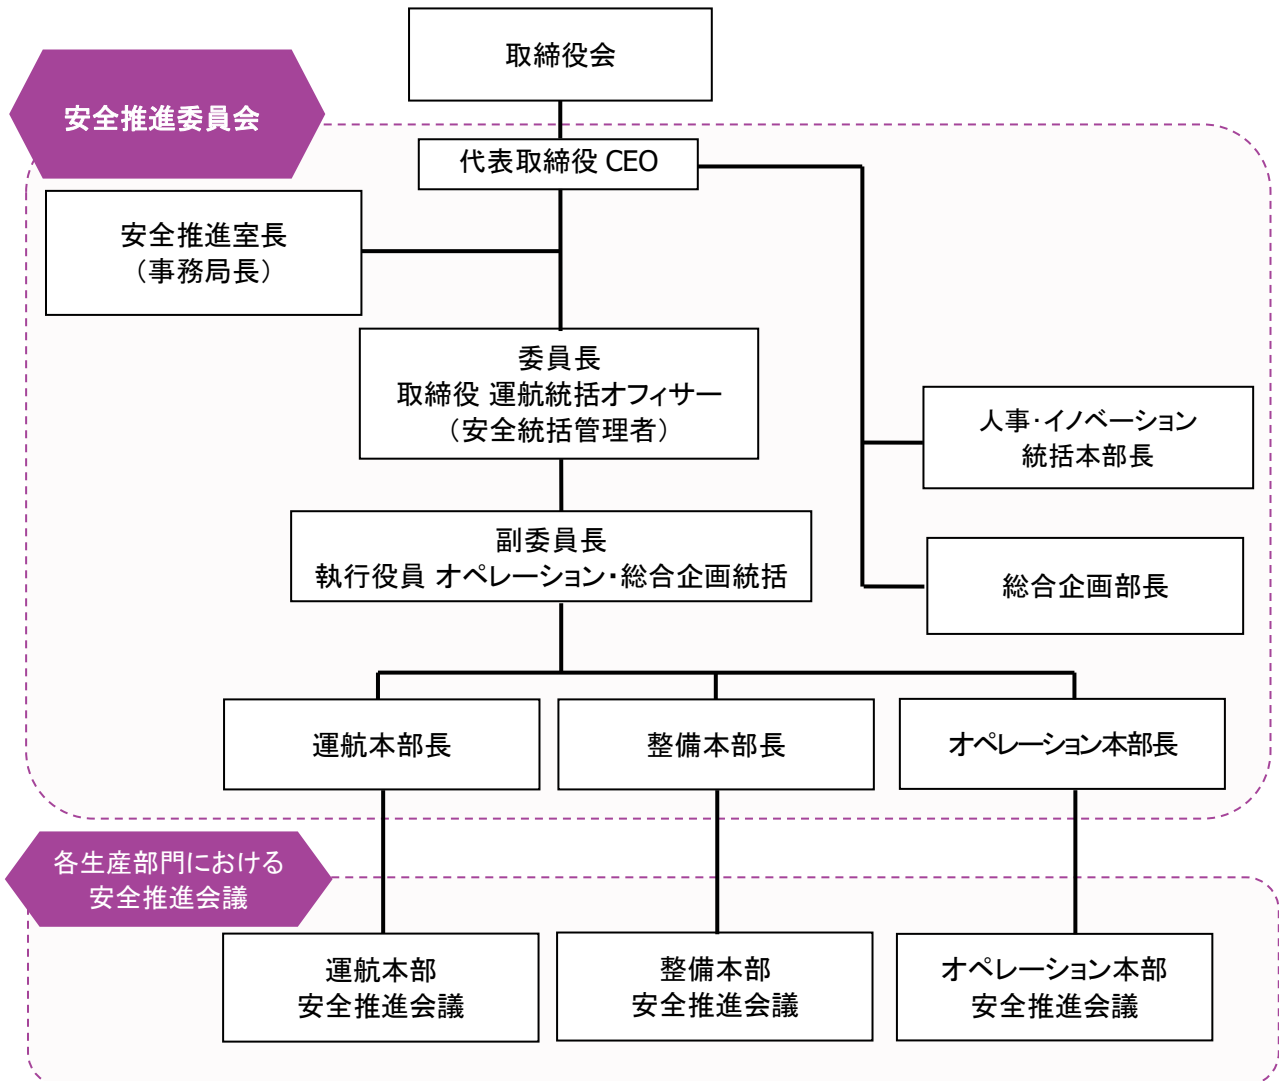 取締役会
安全推進委員会
代表取締役 CEO
安全推進室長
（事務局長）
委員長
取締役 運航統括オフィサー
（安全統括管理者）
人事・イノベーション
統括本部長
副委員長
執行役員 オペレーション・総合企画統括
総合企画部長
運航本部長
整備本部長
オペレーション本部長
各生産部門における
安全推進会議
運航本部
安全推進会議
整備本部
安全推進会議
オペレーション本部
安全推進会議